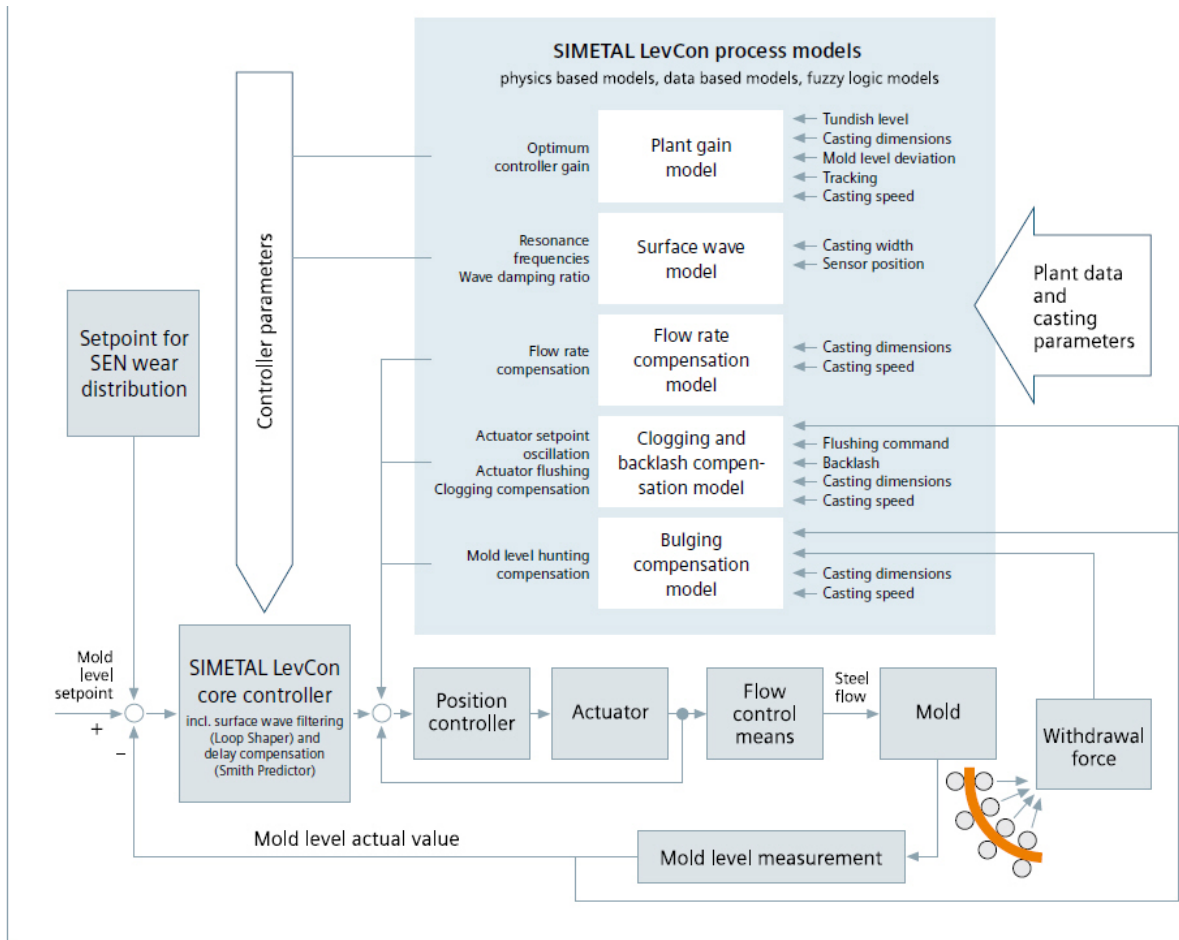 SIMETAL LevCon process models
physics based models, data based models, fuzzy logic models
Optimum
controller gain
Plant gain
model
Tundish level
Casting dimensions
Mold level deviation
Tracking
Casting speed
Resonance
frequencies
Wave damping ratio
Surface wave
model
Casting width
Sensor position
Flow rate
compensation
Flow rate
compensation
model
Casting dimensions
Casting speed
Actuator setpoint
oscillation
Actuator flushing
Clogging compensation
Clogging and
backlash compen-
sation model
Flushing command
Backlash
Casting dimensions
Casting speed
Mold level hunting
compensation
Bulging
compensation
model
Casting dimensions
Casting speed
Plant data
and
casting
parameters
Controller parameters
Setpoint for
SEN wear
distribution
Mold
level
setpoint
+
–
SIMETAL LevCon
core controller
incl. surface wave filtering
(Loop Shaper) and
delay compensation
(Smith Predictor)
Position
controller
Actuator
Flow
control
means
Steel
flow
Mold
Withdrawal
force
Mold level actual value
Mold level measurement